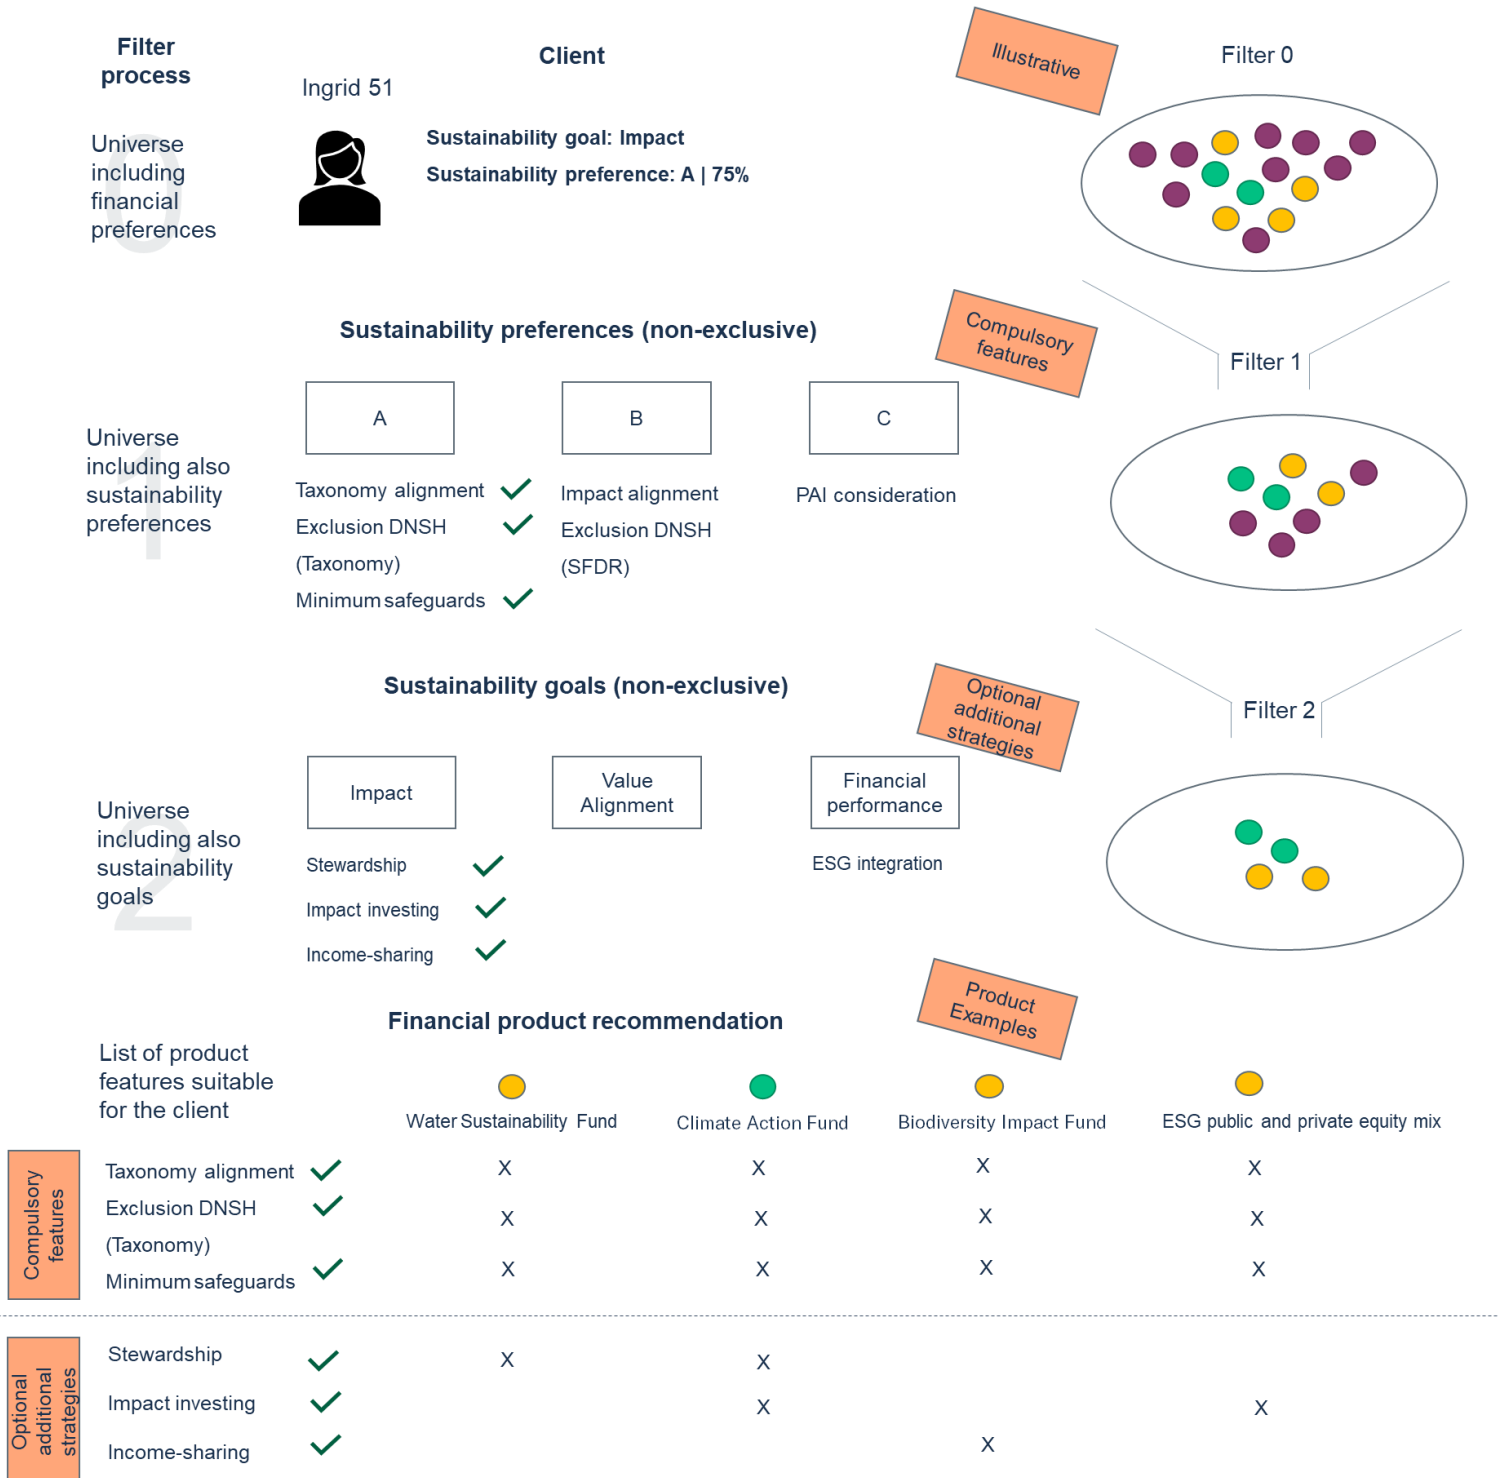 Filter
process
Client
Ingrid 51
Illustrative
Filter 0
0
Universe
including
financial
preferences
Sustainability goal: Impact
Sustainability preference: A | 75%
Sustainability preferences (non-exclusive)
Compulsory
features
Filter 1
1
Universe
including also
sustainability
preferences
A
B
C
Taxonomy alignment
Exclusion DNSH
(Taxonomy)
Minimum safeguards
Impact alignment
Exclusion DNSH
(SFDR)
PAI consideration
Sustainability goals (non-exclusive)
Optional
additional
strategies
Filter 2
2
Universe
including also
sustainability
goals
Impact
Value
Alignment
Financial
performance
Stewardship
Impact investing
Income-sharing
ESG integration
Financial product recommendation
Product
Examples
List of product
features suitable
for the client
Water Sustainability Fund
Climate Action Fund
Biodiversity Impact Fund
ESG public and private equity mix
Compulsory
features
Taxonomy alignment
X X X X
Exclusion DNSH
(Taxonomy)
X X X X
Minimum safeguards
X X X X
Optional
additional
strategies
Stewardship
X X
Impact investing
X X
Income-sharing
X